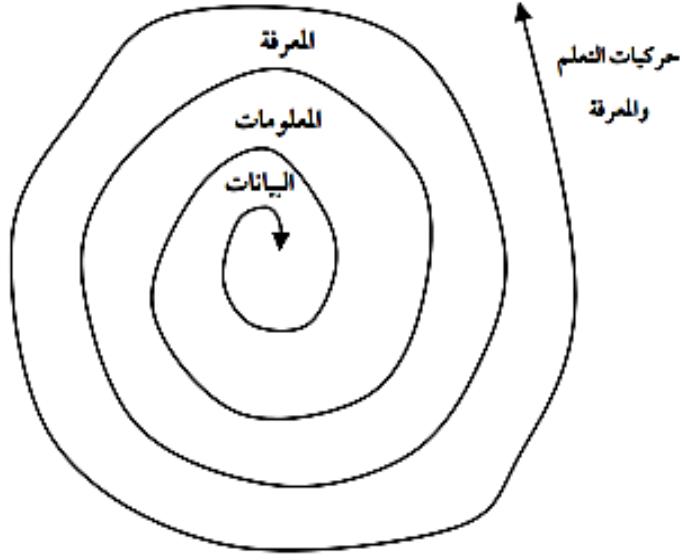 المعرفة
حركيات التعلم
والمعرفة
المعلومات
البيانات